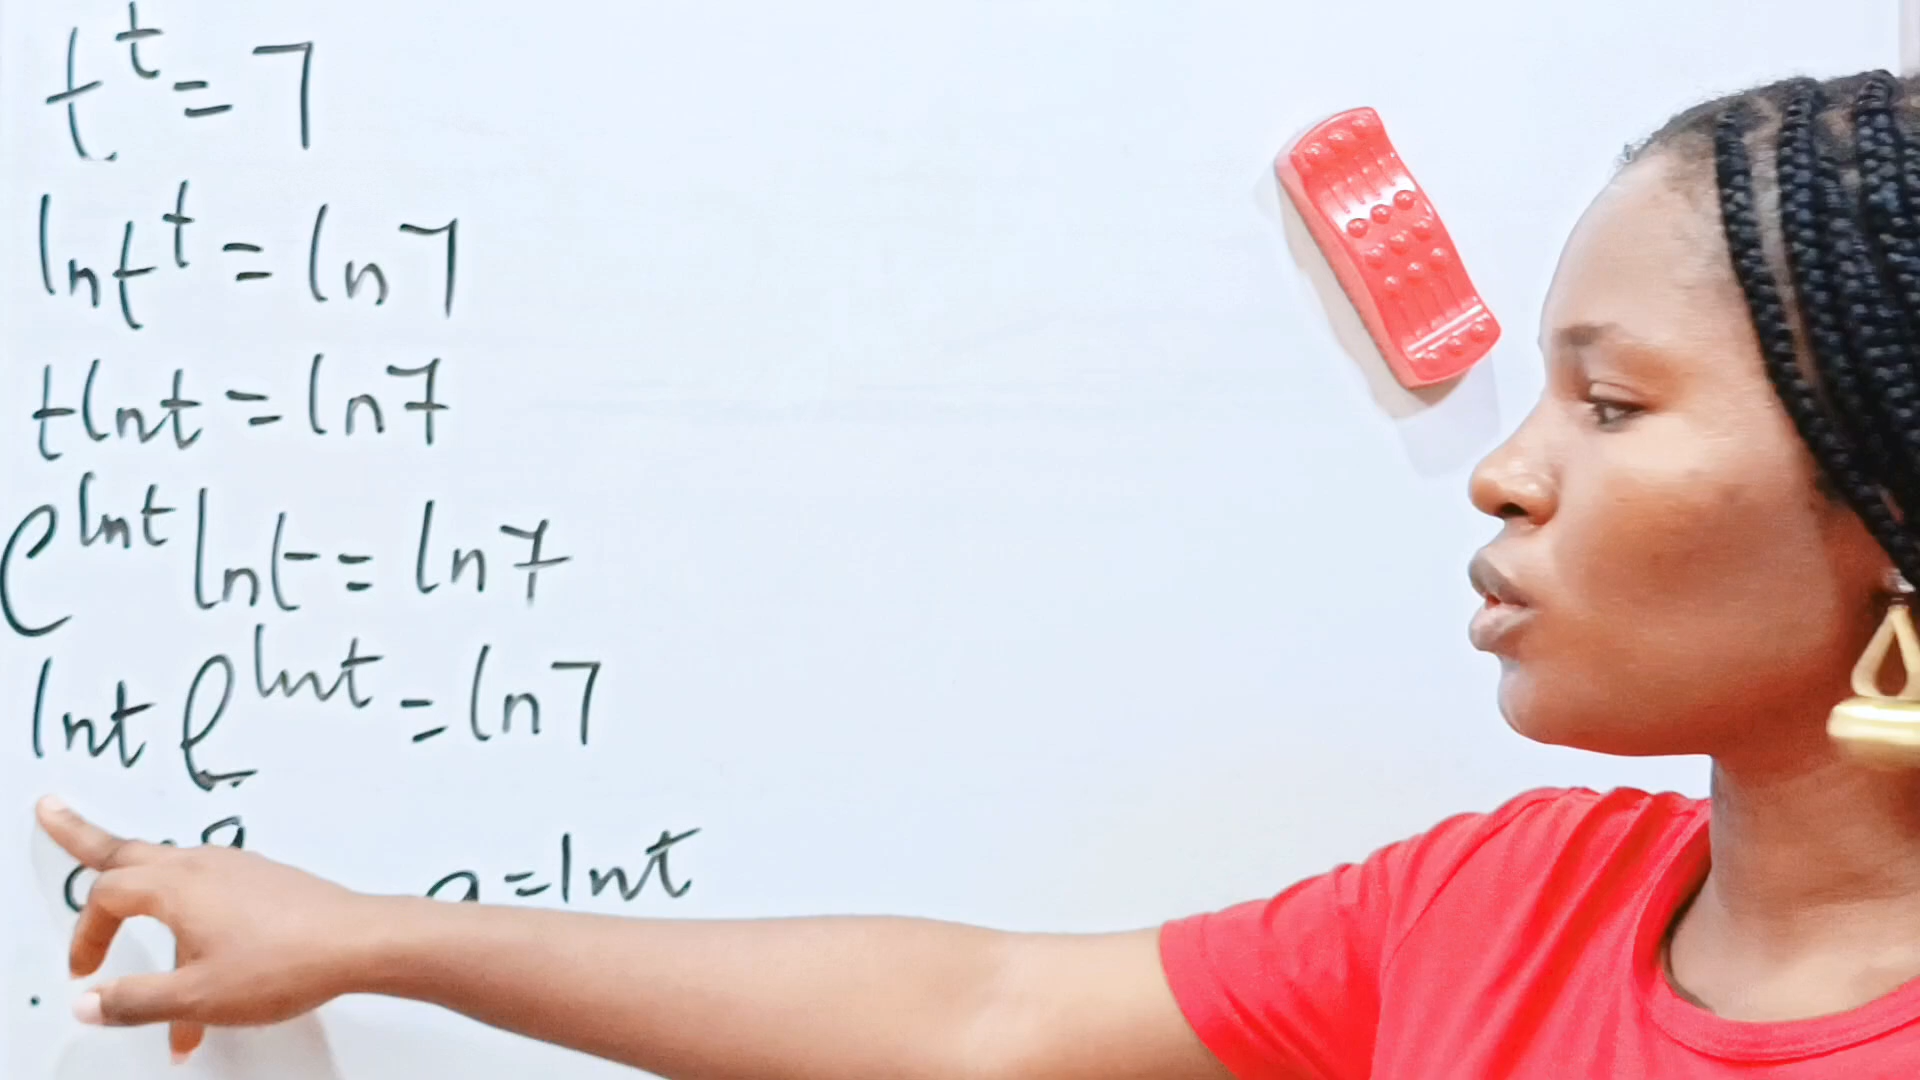 t^t = 7
ln t^t = ln 7
t ln t = ln 7
e^ln t ln t = ln 7
ln t e^ln t = ln 7
a = ln t